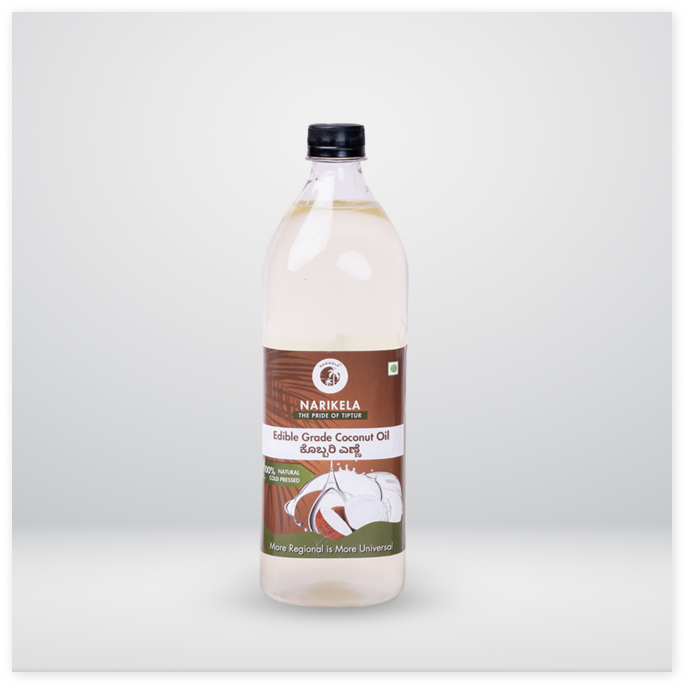 NARIKELA
NARIKELA
THE PRIDE OF TIPTUR
Edible Grade Coconut Oil
ಕೊಬ್ಬರಿ ಎಣ್ಣೆ
100% NATURAL
COLD PRESSED
More Regional is More Universal